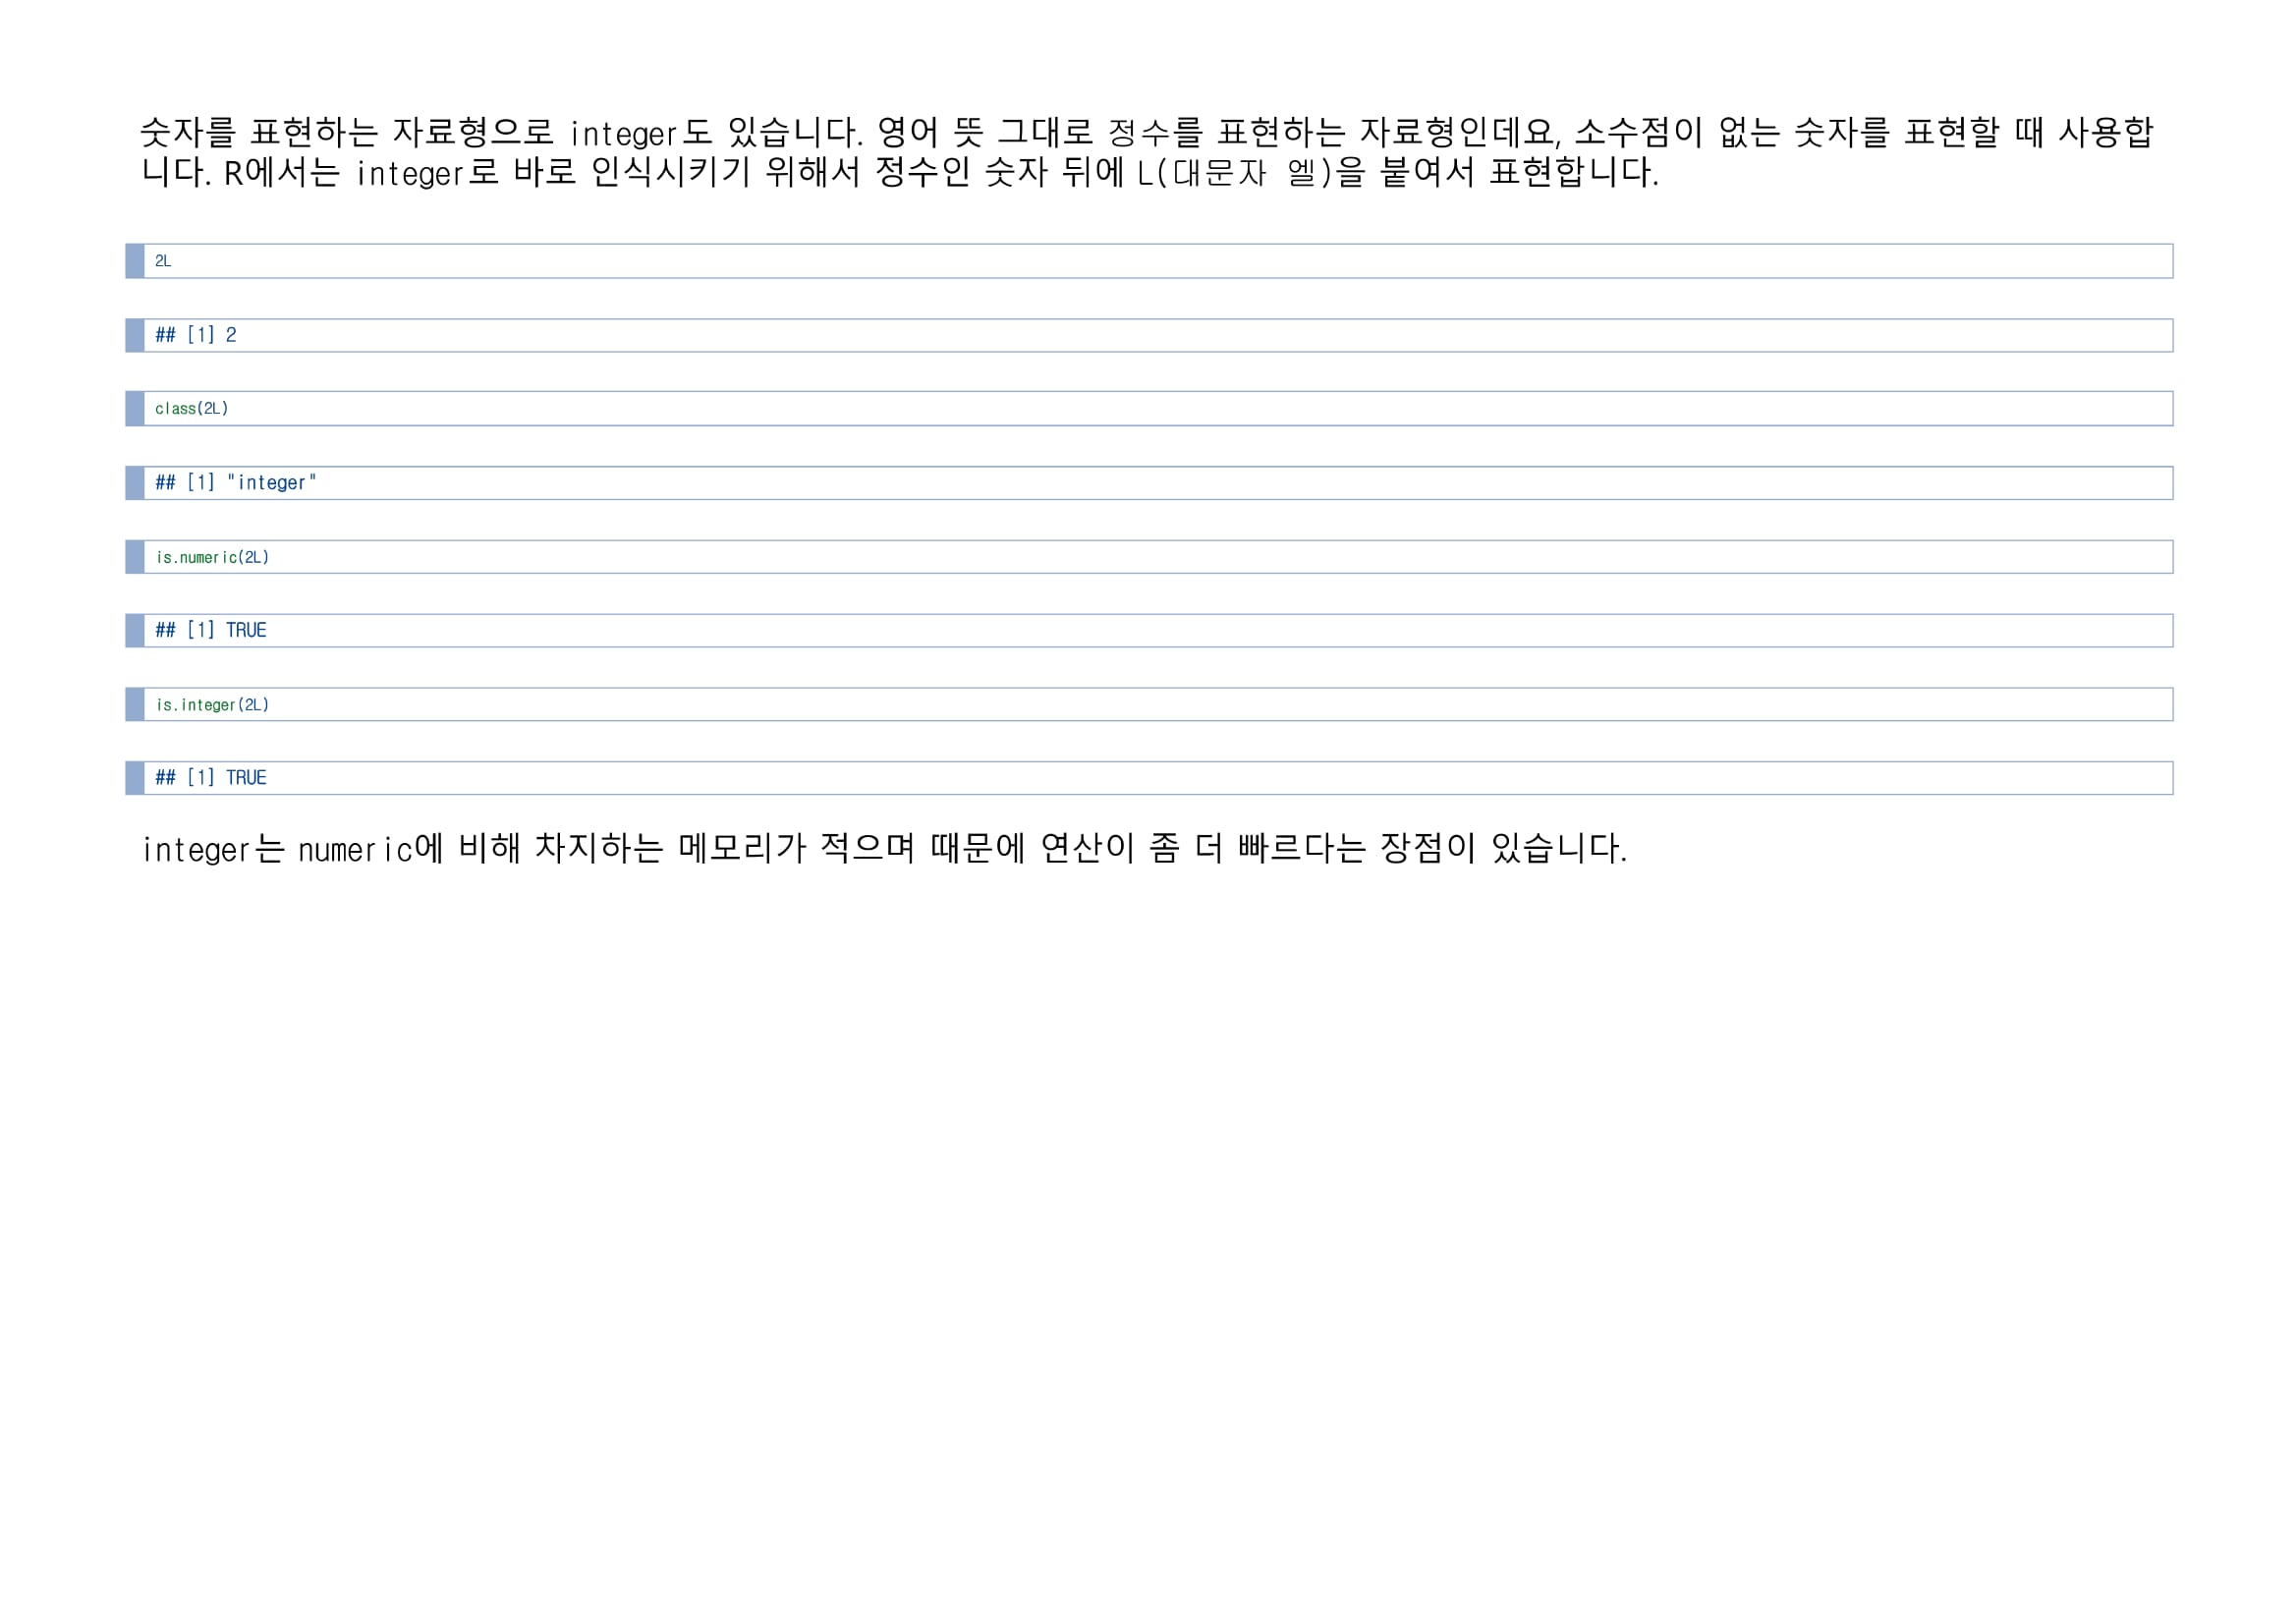 숫자를 표현하는 자료형으로 integer도 있습니다. 영어 뜻 그대로 정수를 표현하는 자료형인데요, 소수점이 없는 숫자를 표현할 때 사용합
니다. R에서는 integer로 바로 인식시키기 위해서 정수인 숫자 뒤에 L(대문자 엘)을 붙여서 표현합니다.
2L
## [1] 2
class(2L)
## [1] "integer"
is.numeric(2L)
## [1] TRUE
is.integer(2L)
## [1] TRUE
integer는 numeric에 비해 차지하는 메모리가 적으며 때문에 연산이 좀 더 빠르다는 장점이 있습니다.